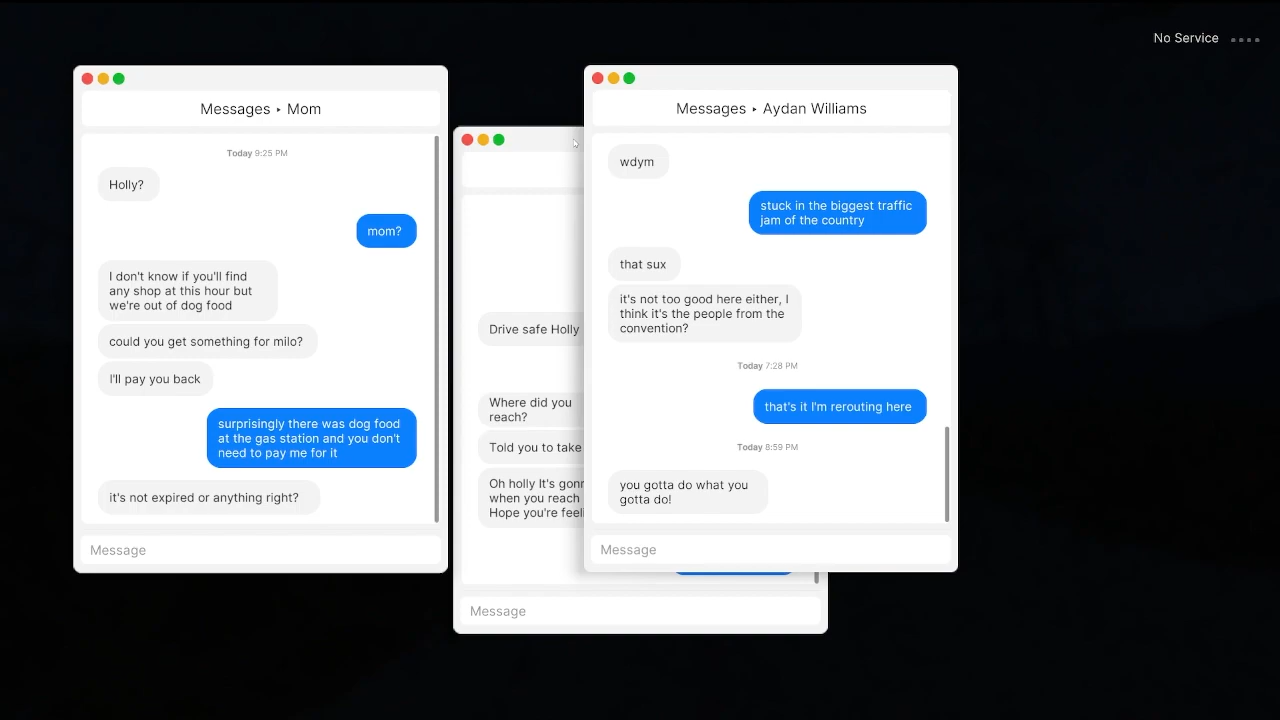 No Service
Messages ▸ Mom
Today 9:25 PM
Holly?
mom?
I don't know if you'll find
any shop at this hour but
we're out of dog food
could you get something for milo?
I'll pay you back
surprisingly there was dog food
at the gas station and you don't
need to pay me for it
it's not expired or anything right?
Message
Drive safe Holly
Where did you
reach?
Told you to take
Oh holly It's
when you reach
Hope you're
Message
Messages ▸ Aydan Williams
wdym
stuck in the biggest traffic
jam of the country
that sux
it's not too good here either, I
think it's the people from the
convention?
Today 7:28 PM
that's it I'm rerouting here
Today 8:59 PM
you gotta do what you
gotta do!
Message